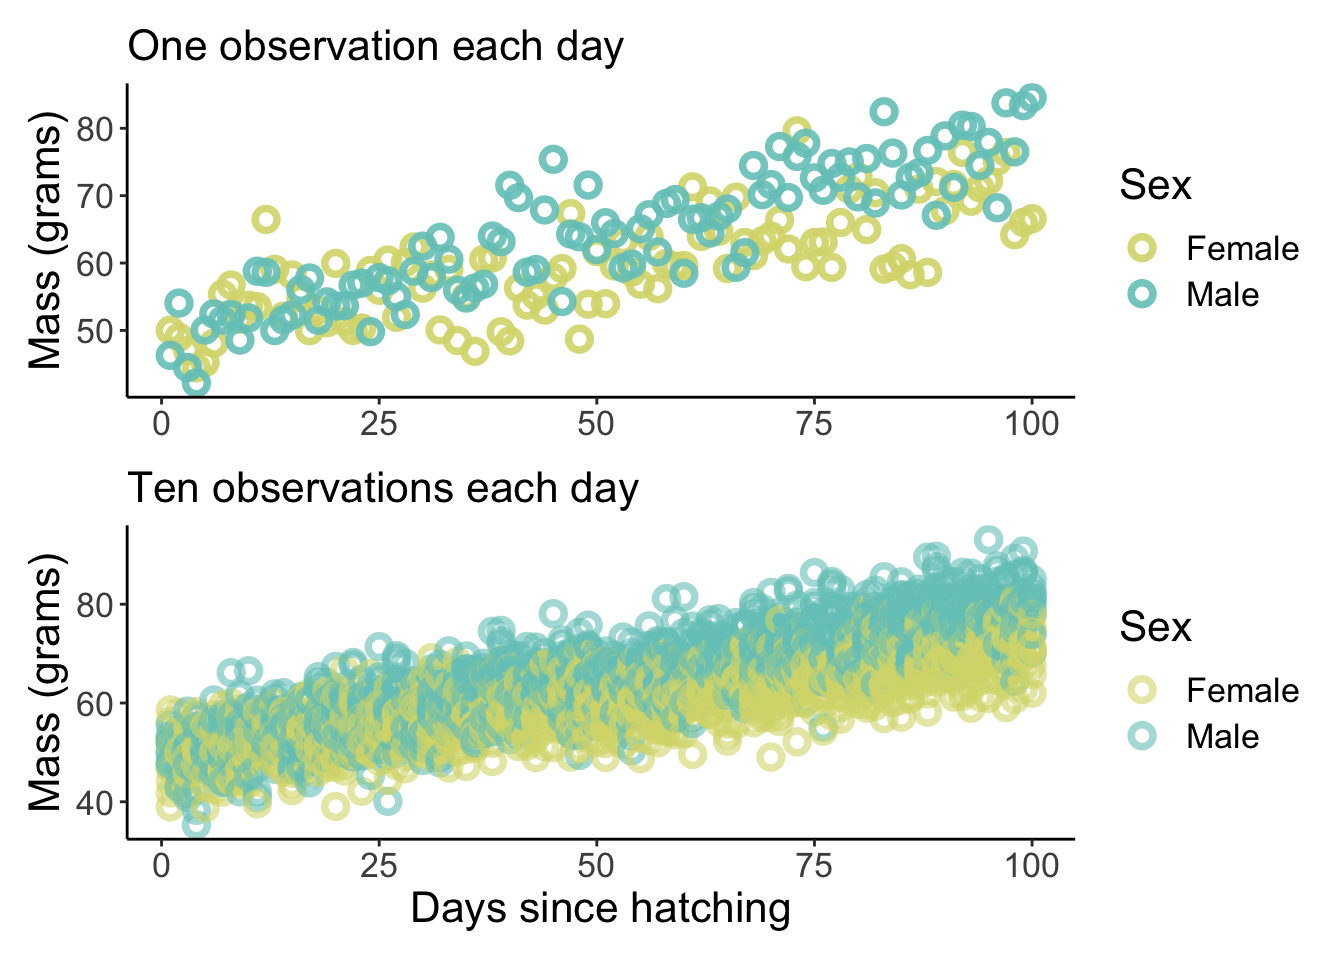 One observation each day
Mass (grams)
80
70
60
50
0 25 50 75 100
Sex
Female
Male
Ten observations each day
Mass (grams)
80
60
40
0 25 50 75 100
Days since hatching
Sex
Female
Male